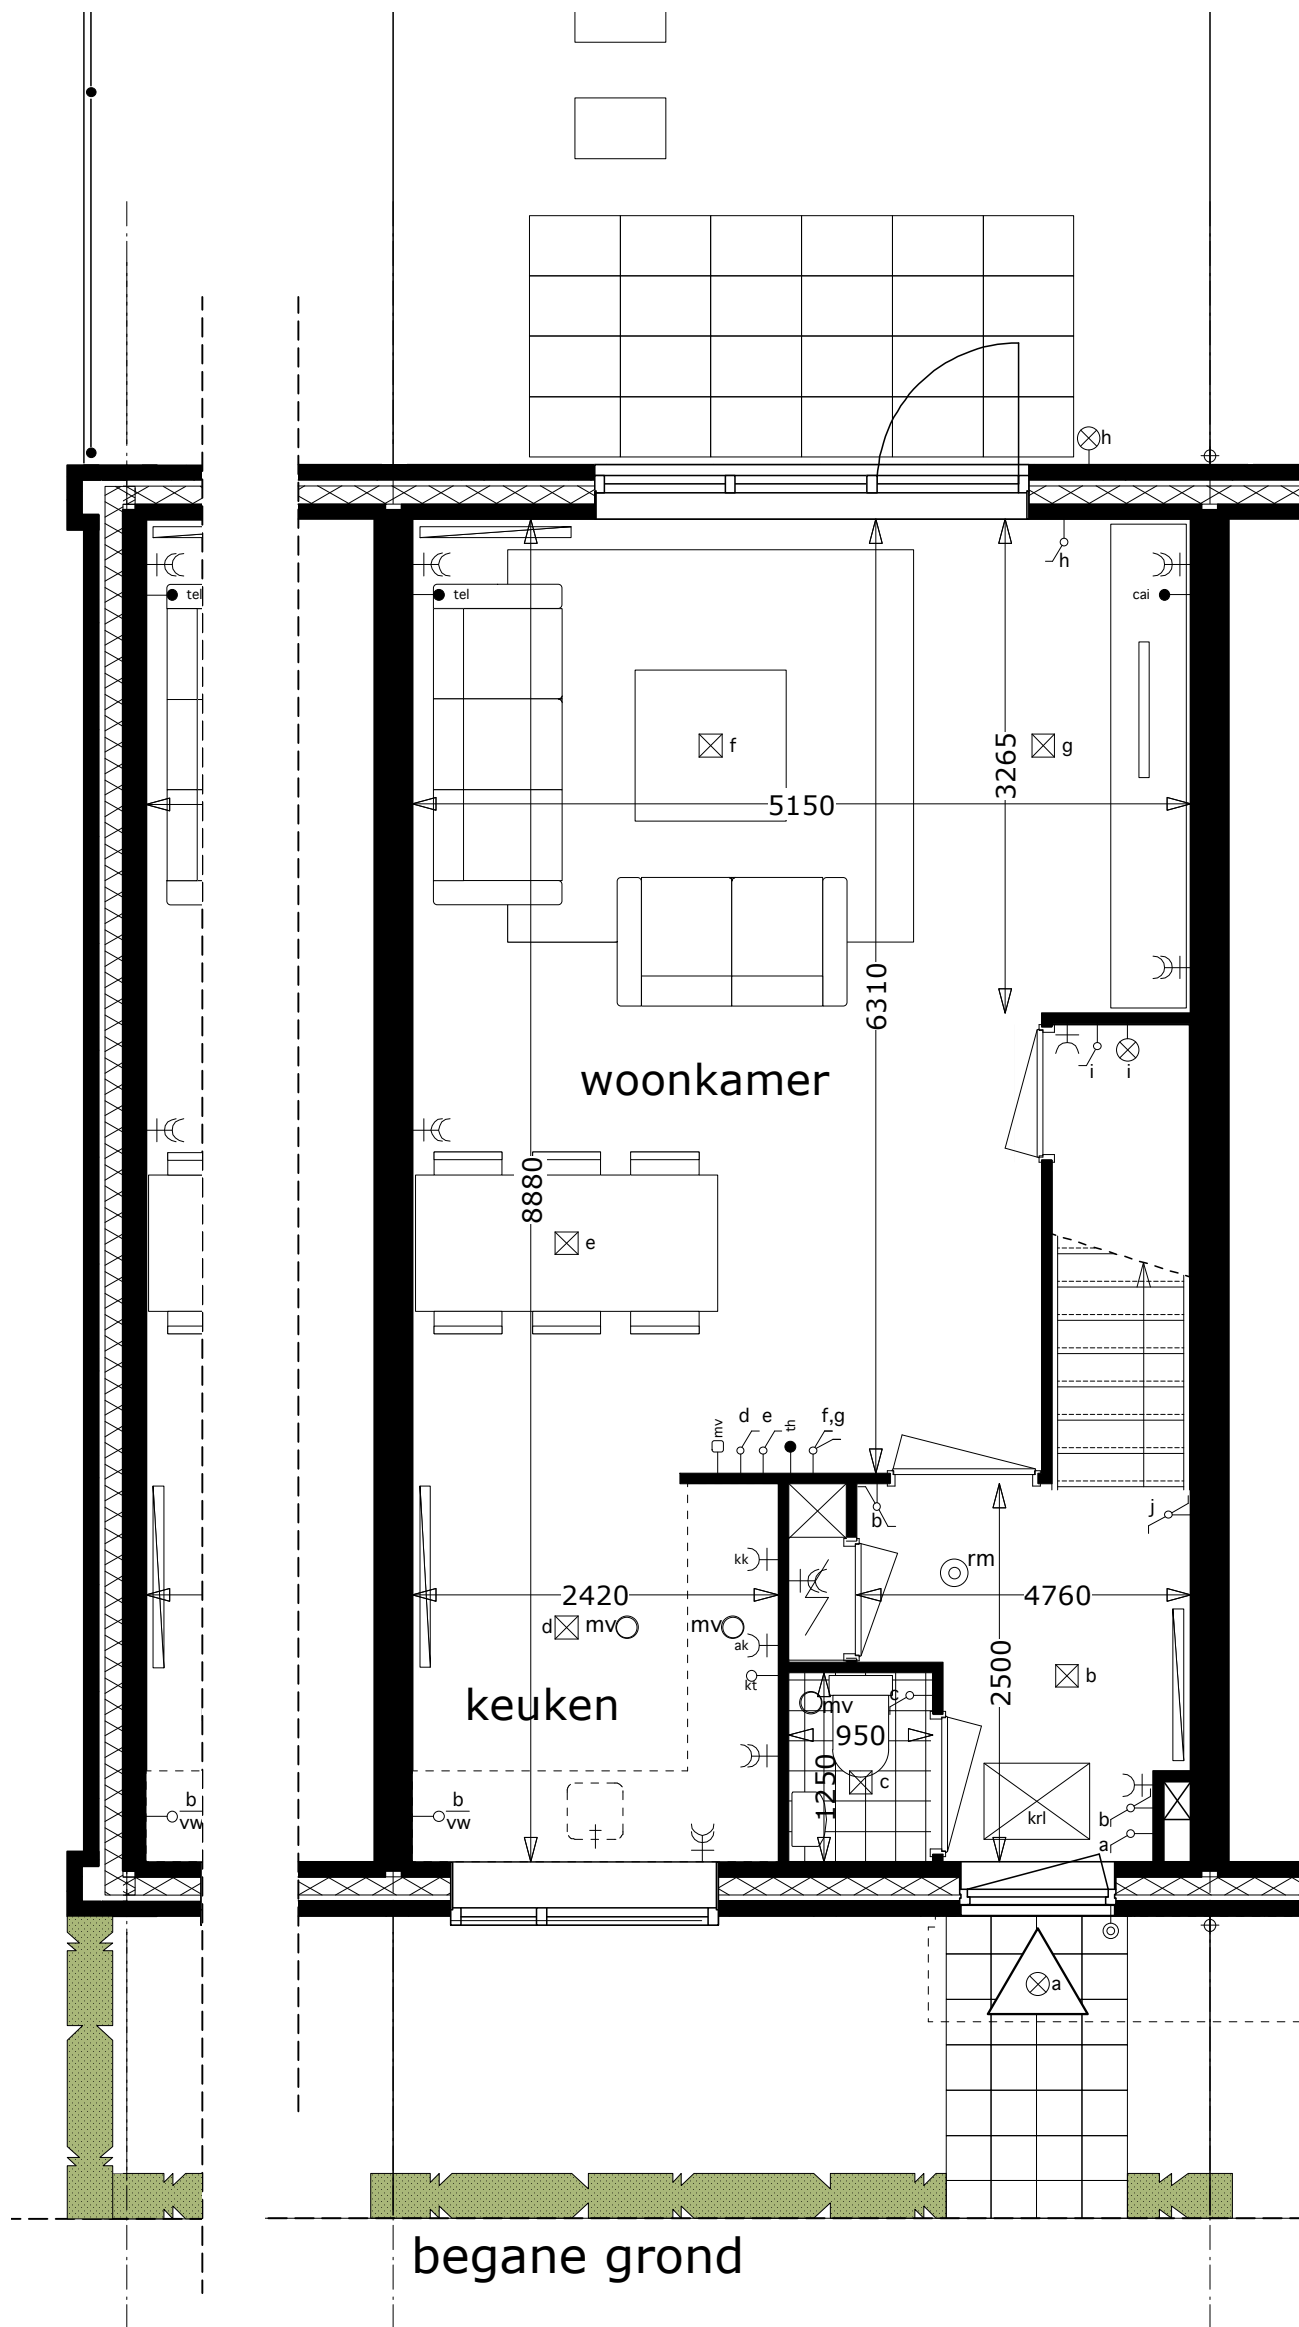 h
h
tel
tel
cai
f
g
3265
5150
6310
i
i
woonkamer
8880
e
mv
d
e
th
f,g
b
j
kk
rm
2420
4760
d
mv
mv
ak
kt
2500
b
keuken
c
mv
950
1250
c
b
vw
b
vw
krl
b
a
a
begane grond